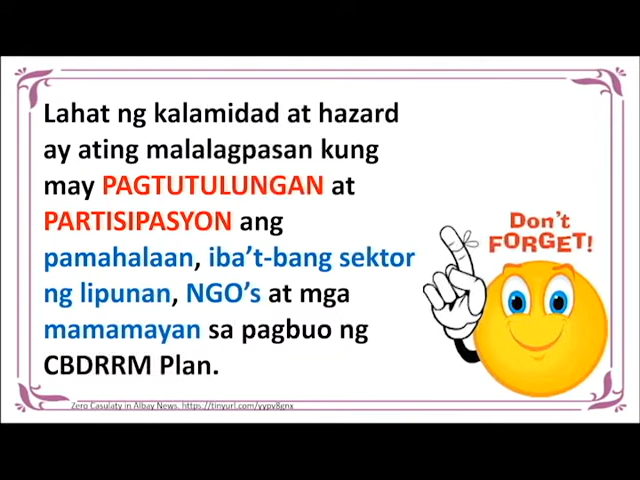 Lahat ng kalamidad at hazard
ay ating malalagpasan kung
may PAGTUTULUNGAN at
PARTISIPASYON ang
pamahalaan, iba't-bang sektor
ng lipunan, NGO's at mga
mamamayan sa pagbuo ng
CBDRRM Plan.
Don't
FORGET!
Zero Casulaty in Albay News. https://tinyurl.com/yypv8gnx